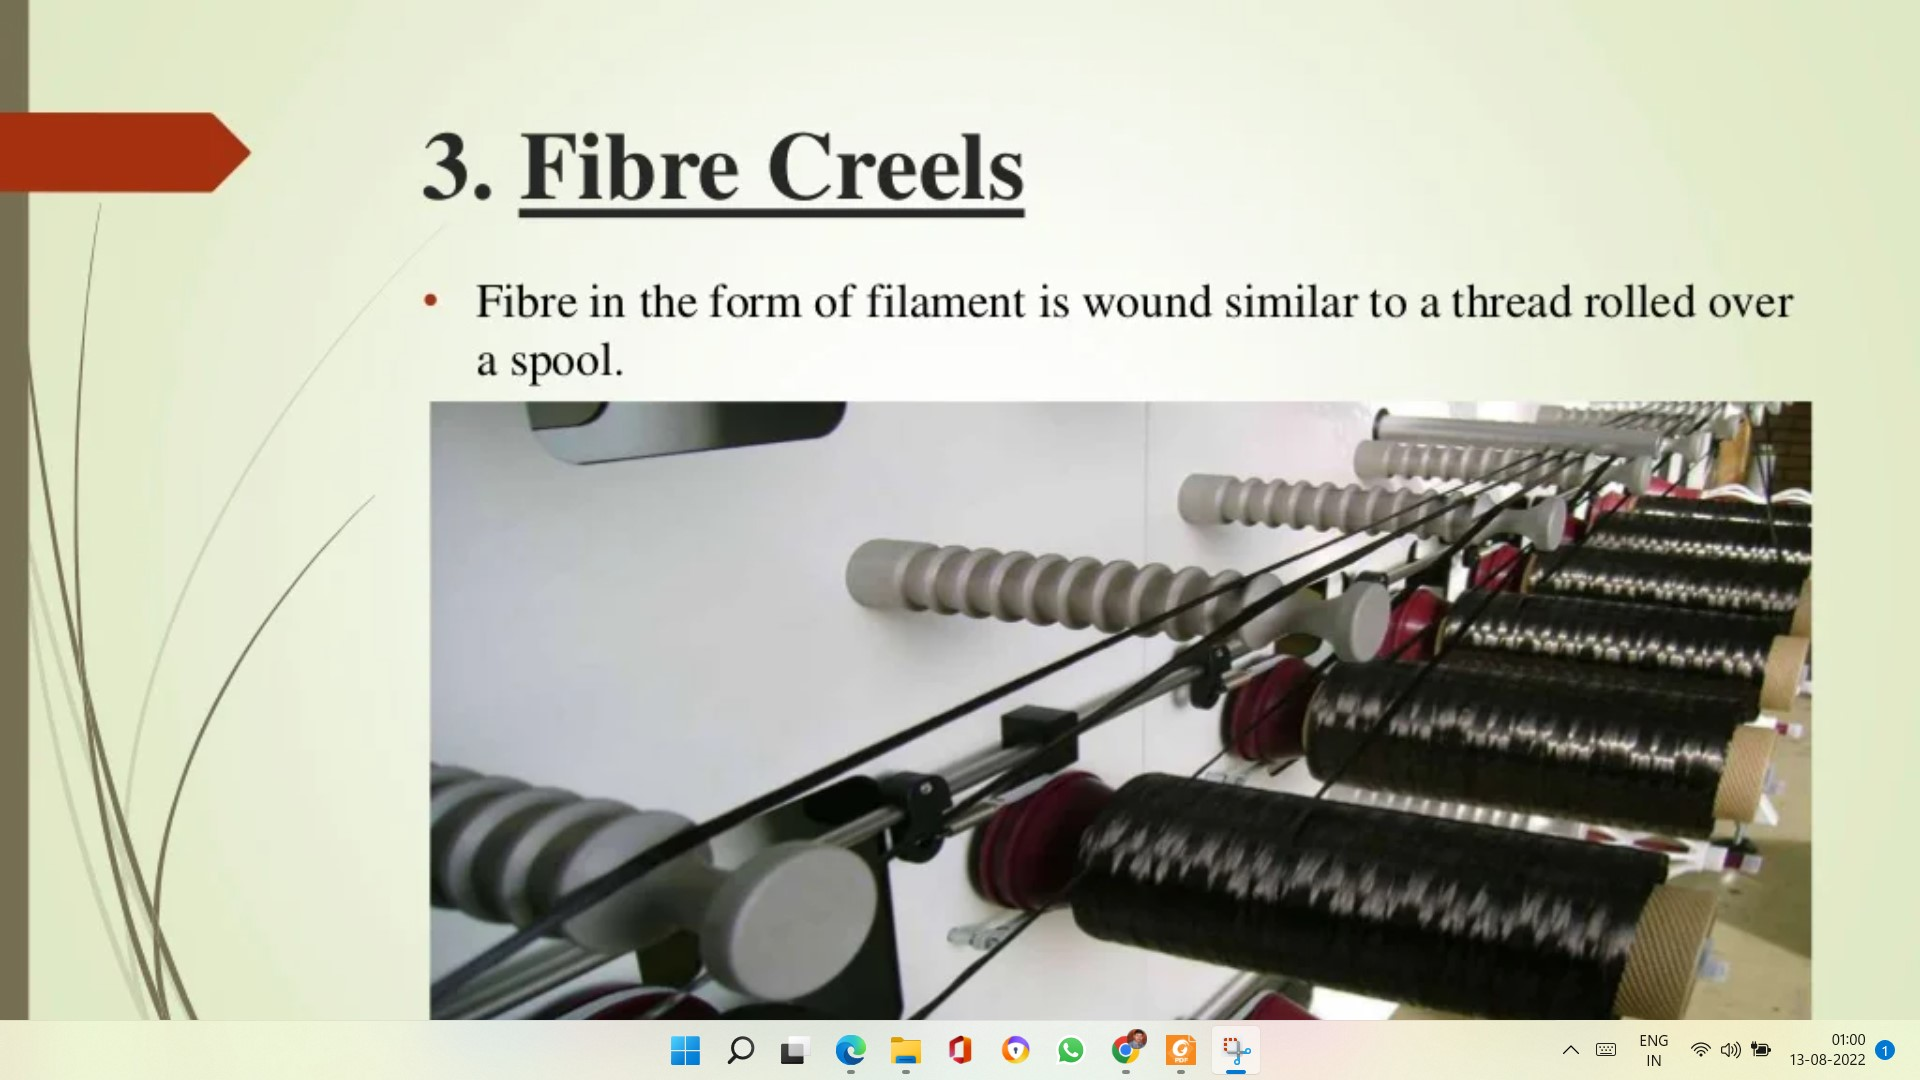 3. Fibre Creels
• Fibre in the form of filament is wound similar to a thread rolled over
a spool.
PDF
ENG
IN
01:00
13-08-2022
1